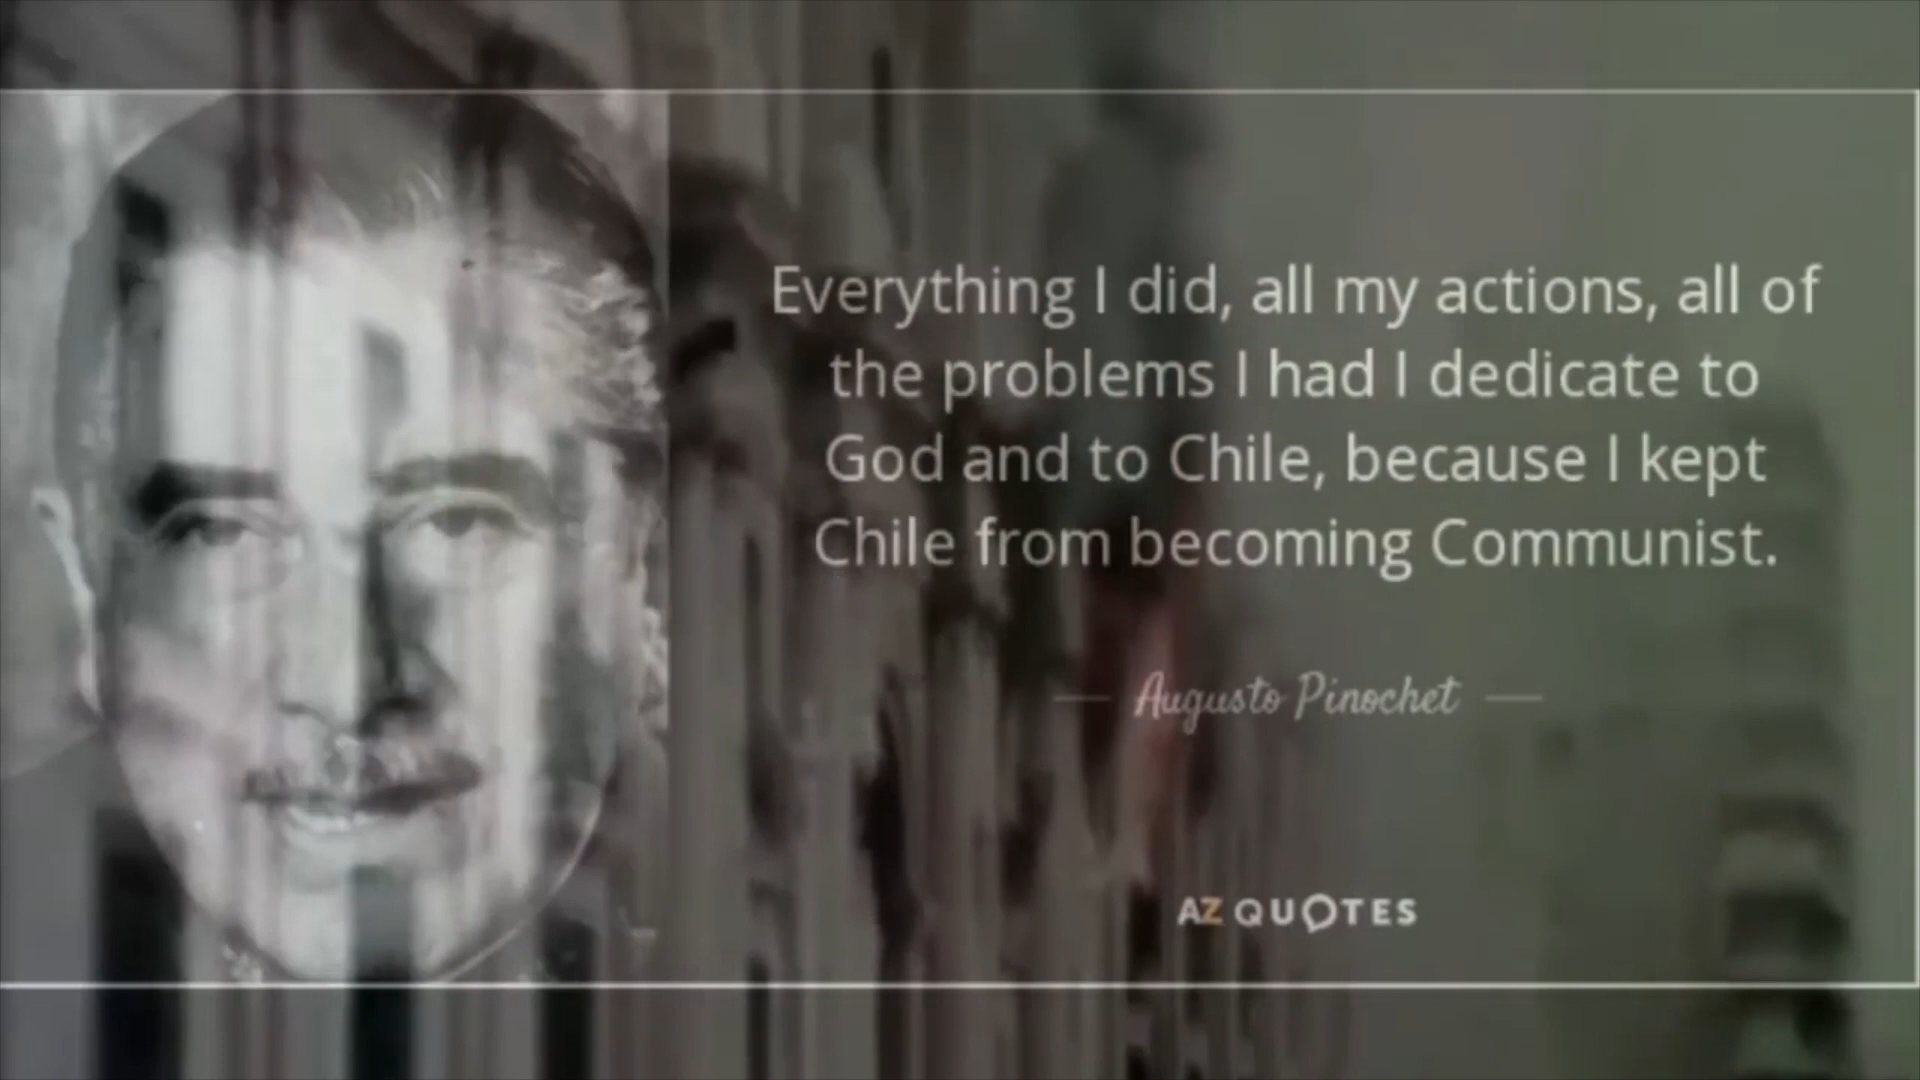 Everything I did, all my actions, all of
the problems I had I dedicate to
God and to Chile, because I kept
Chile from becoming Communist.
Augusto Pinochet
AZ QUOTES